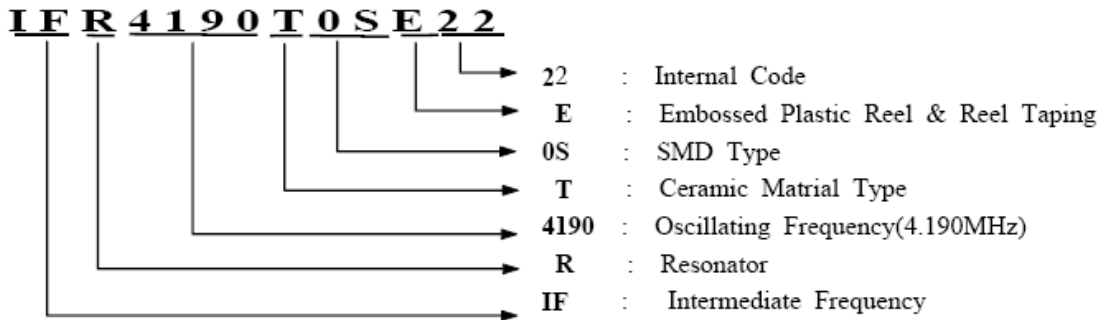 IFR4190T0SE22
22 : Internal Code
E : Embossed Plastic Reel & Reel Taping
0S : SMD Type
T : Ceramic Matrial Type
4190 : Oscillating Frequency(4.190MHz)
R : Resonator
IF : Intermediate Frequency